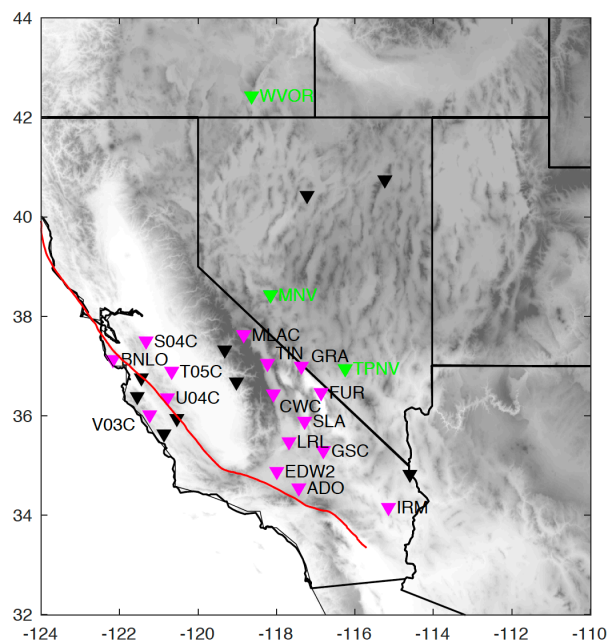 44
WVOR
42
40
MNV
38
S04C
MLAC
BNLO
TIN
GRA
T05C
TPNV
U04C
FUR
CWC
36
V03C
SLA
LRL
GSC
EDW2
ADO
IRM
34
32
-124
-122
-120
-118
-116
-114
-112
-110